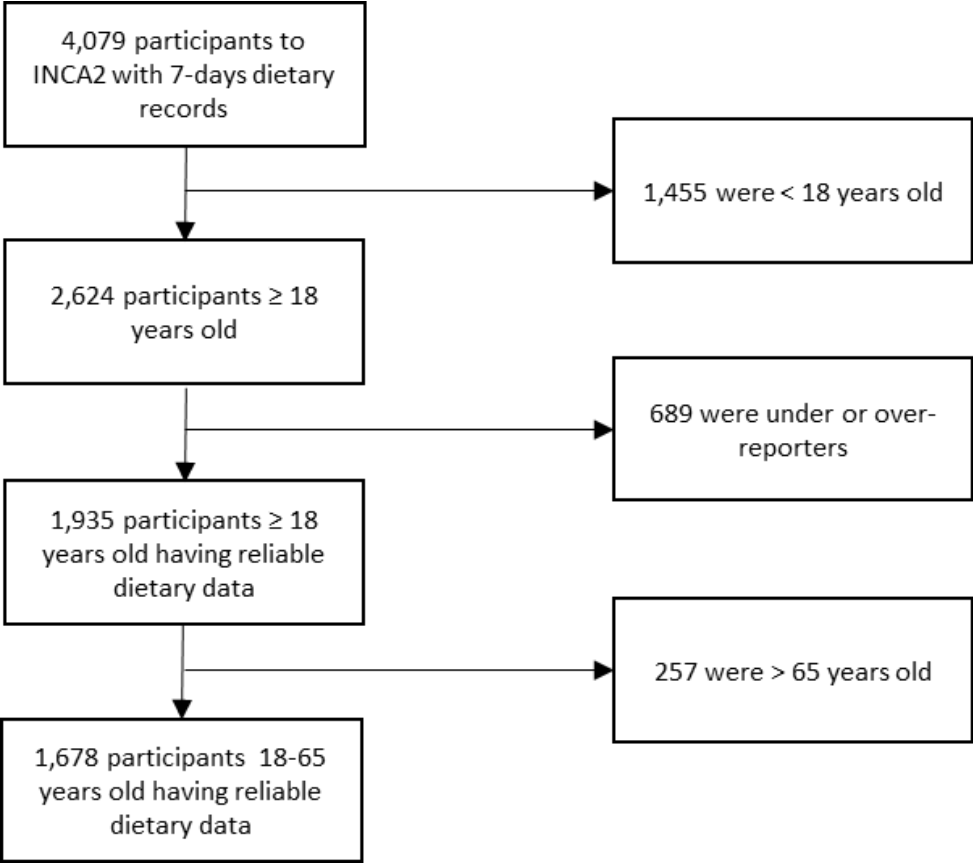 4,079 participants to
INCA2 with 7-days dietary
records
1,455 were < 18 years old
2,624 participants ≥ 18
years old
689 were under or over-
reporters
1,935 participants ≥ 18
years old having reliable
dietary data
257 were > 65 years old
1,678 participants  18-65
years old having reliable
dietary data